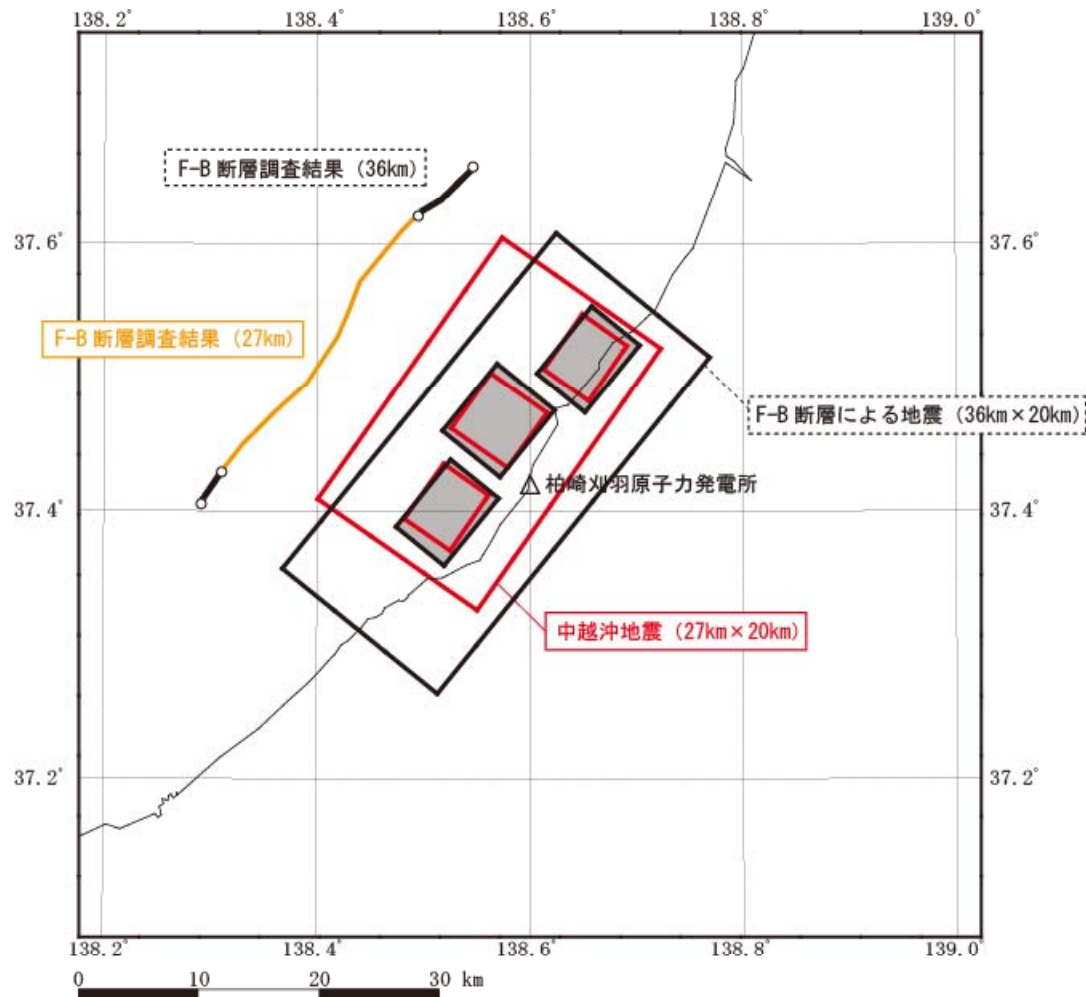 138.2° 138.4° 138.6° 138.8° 139.0°
F-B 断層調査結果 (36km)
37.6° 37.6°
F-B 断層調査結果 (27km)
F-B 断層による地震 (36km×20km)
柏崎刈羽原子力発電所
37.4° 37.4°
中越沖地震 (27km×20km)
37.2° 37.2°
138.2° 138.4° 138.6° 138.8° 139.0°
0 10 20 30 km